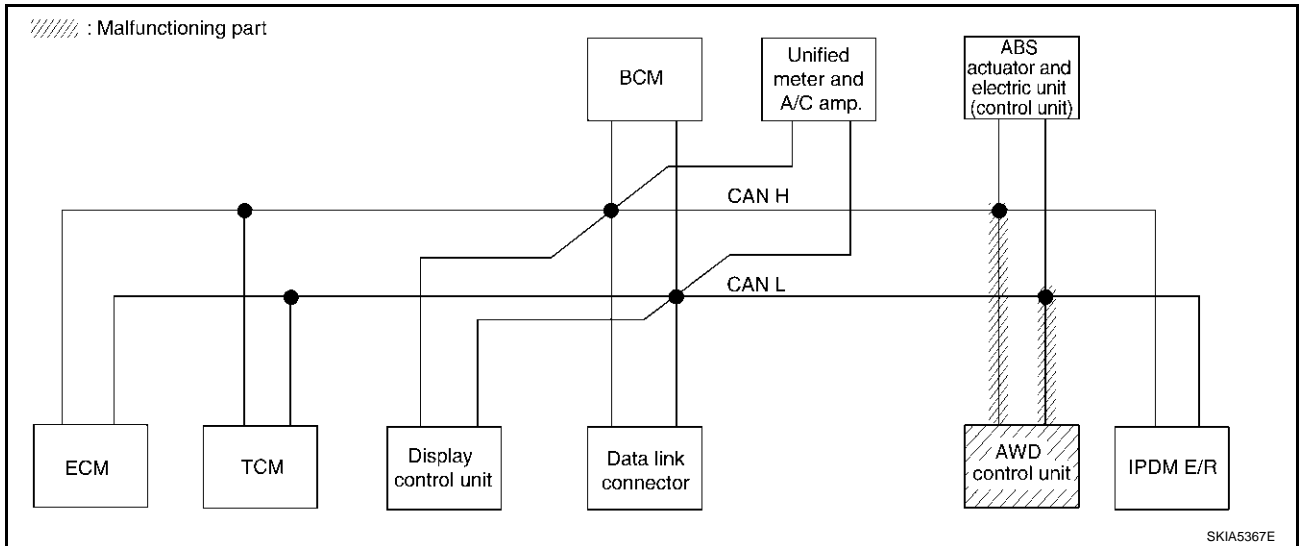 : Malfunctioning part
BCM
Unified
meter and
A/C amp.
ABS
actuator and
electric unit
(control unit)
CAN H
CAN L
ECM
TCM
Display
control unit
Data link
connector
AWD
control unit
IPDM E/R
SKIA5367E